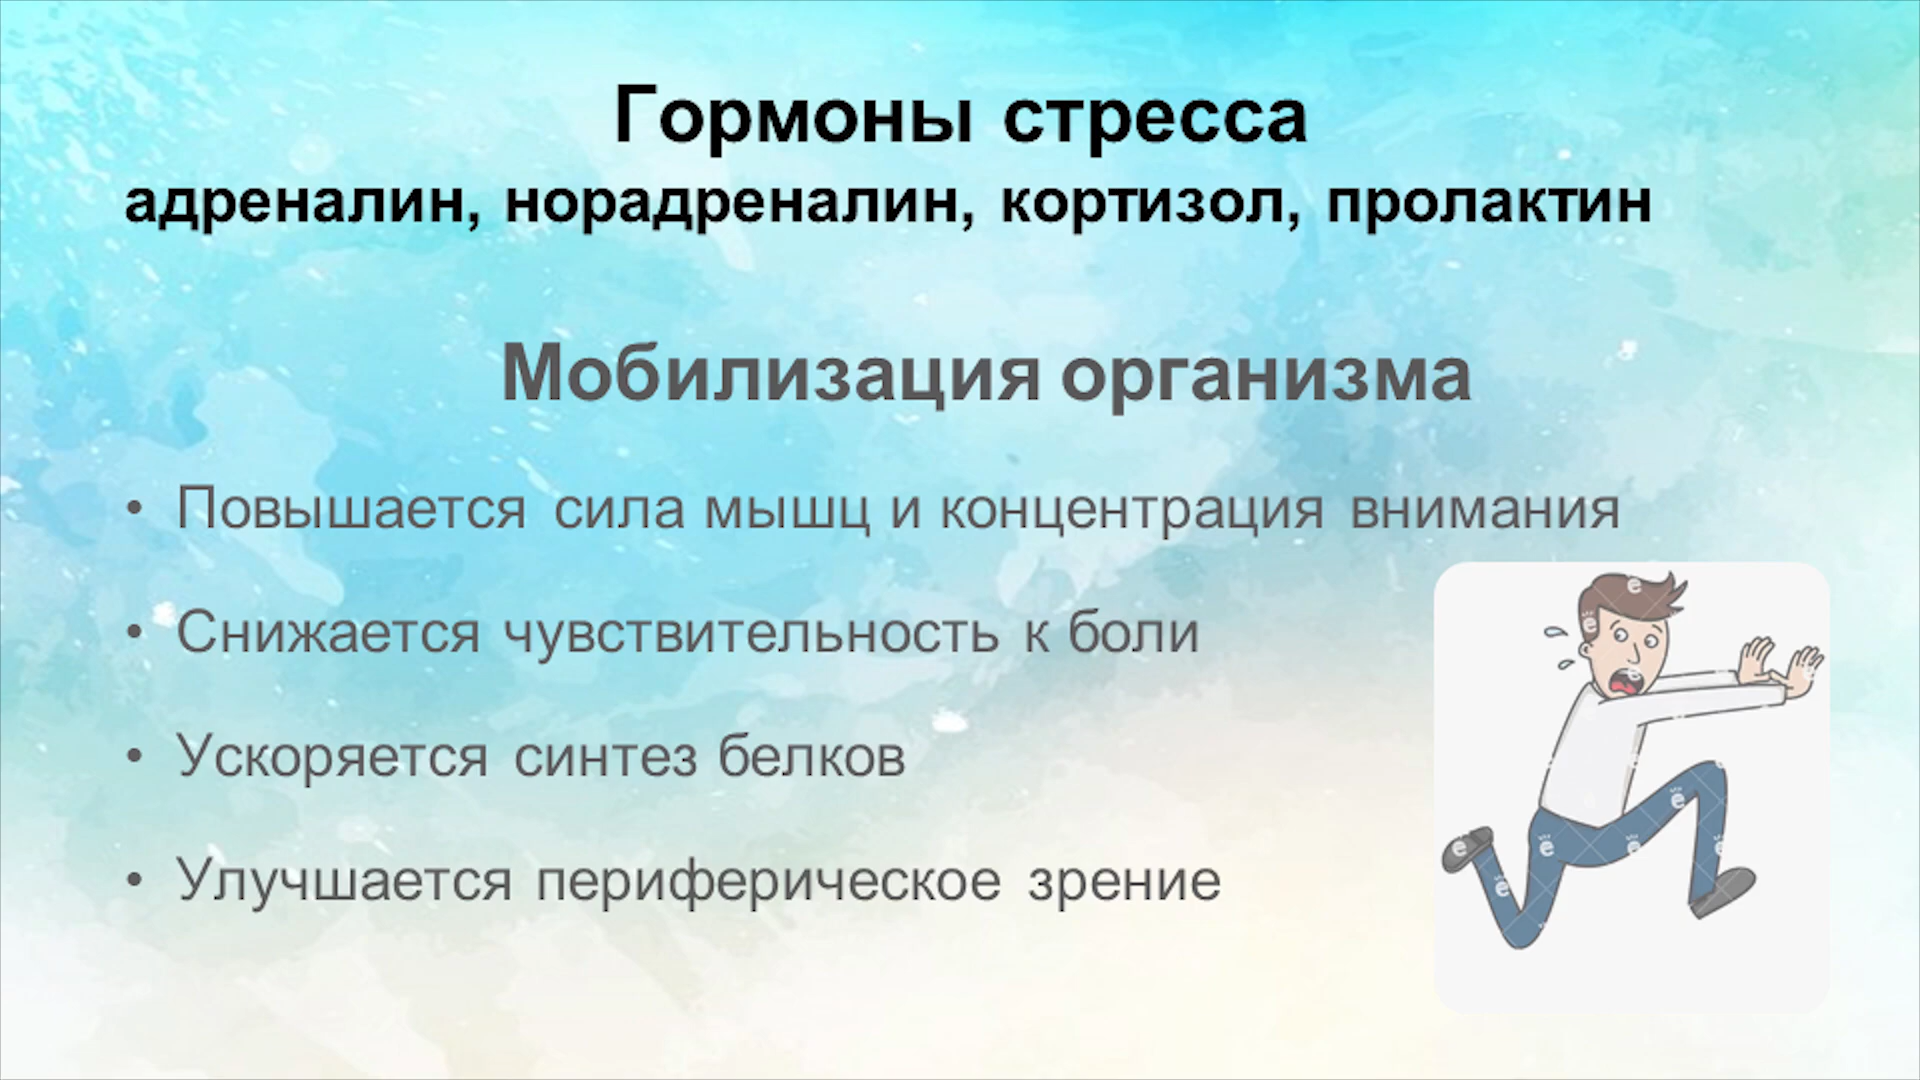 Гормоны стресса
адреналин, норадреналин, кортизол, пролактин
Мобилизация организма
• Повышается сила мышц и концентрация внимания
• Снижается чувствительность к боли
• Ускоряется синтез белков
• Улучшается периферическое зрение